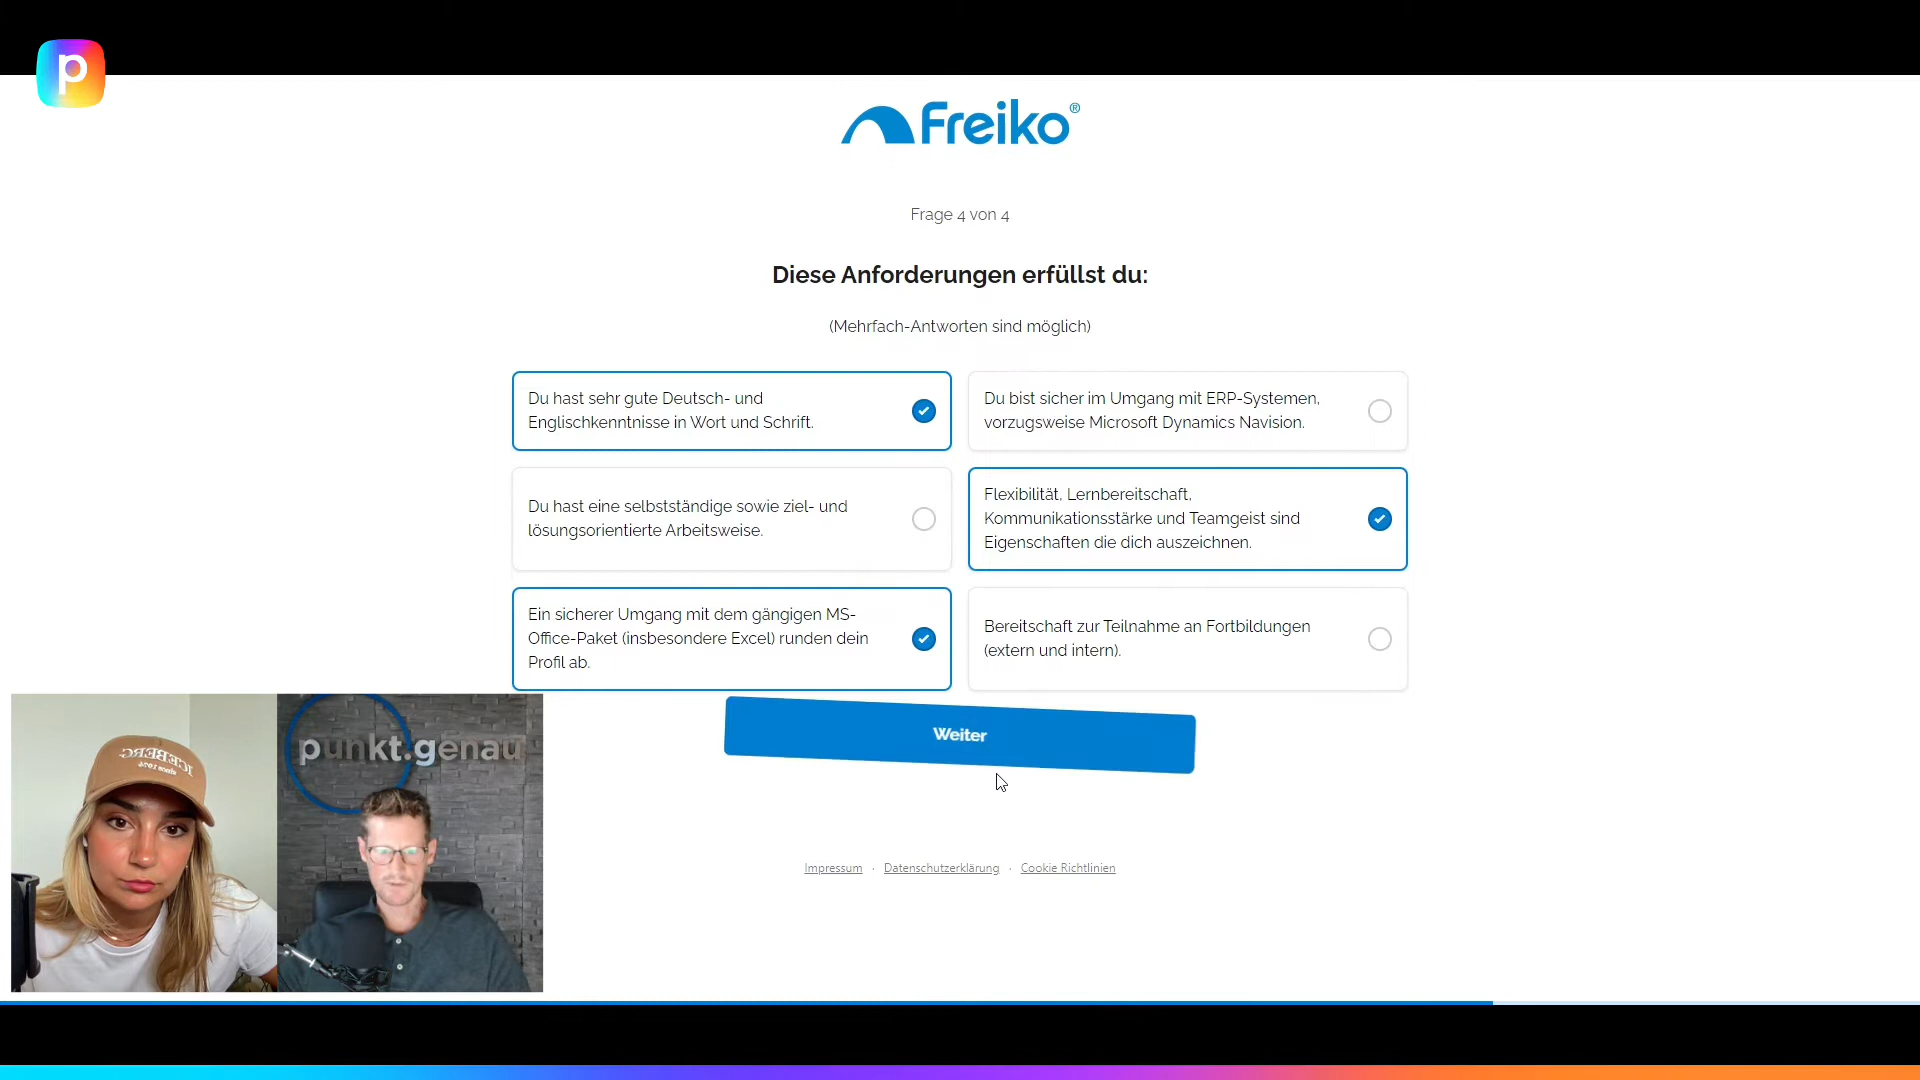 p
Freiko®
Frage 4 von 4
Diese Anforderungen erfüllst du:
(Mehrfach-Antworten sind möglich)
Du hast sehr gute Deutsch- und
Englischkenntnisse in Wort und Schrift.
Du bist sicher im Umgang mit ERP-Systemen,
vorzugsweise Microsoft Dynamics Navision.
Du hast eine selbstständige sowie ziel- und
lösungsorientierte Arbeitsweise.
Flexibilität, Lernbereitschaft,
Kommunikationsstärke und Teamgeist sind
Eigenschaften die dich auszeichnen.
Ein sicherer Umgang mit dem gängigen MS-
Office-Paket (insbesondere Excel) runden dein
Profil ab.
Bereitschaft zur Teilnahme an Fortbildungen
(extern und intern).
Weiter
ICEBERG
punkt.genau
Impressum · Datenschutzerklärung · Cookie Richtlinien